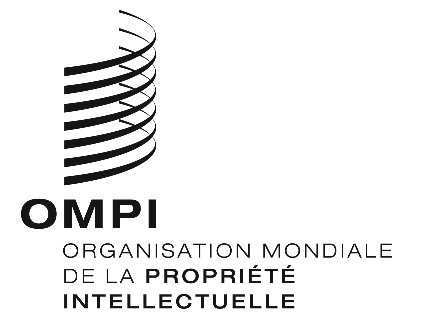 OMPI
ORGANISATION MONDIALE
DE LA PROPRIÉTÉ
INTELLECTUELLE